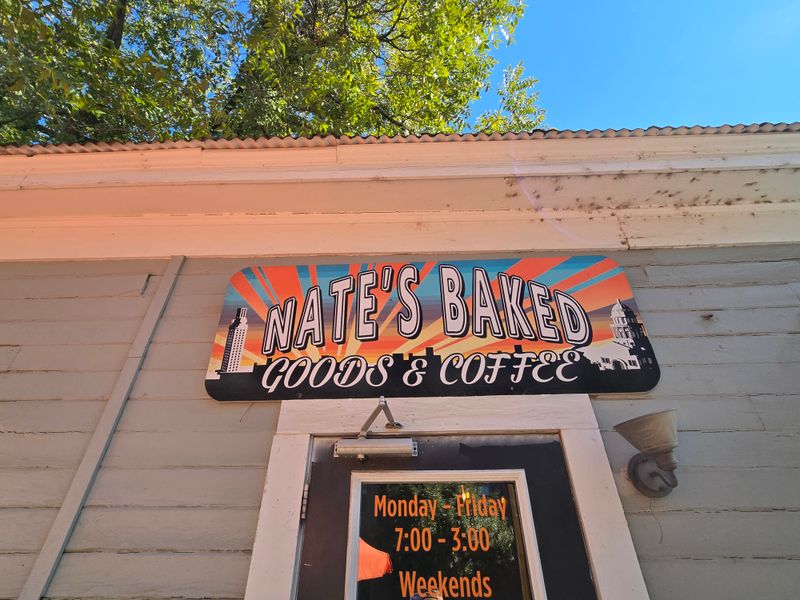 NATE'S BAKED
GOODS & COFFEE
Monday - Friday
7:00 - 3:00
Weekends